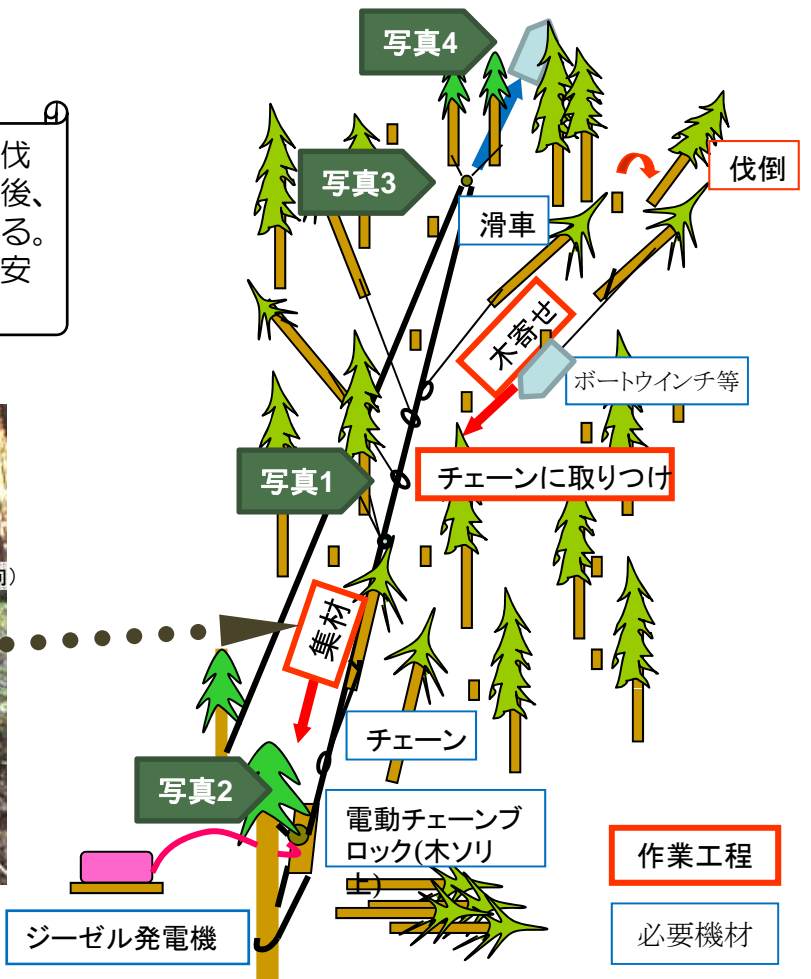 写真4
伐
後、
る。
安
写真3
伐倒
滑車
木寄せ
ボートウインチ等
写真1
チェーンに取りつけ
集材
チェーン
写真2
電動チェーンブ
ロック(木ソリ
上)
ジーゼル発電機
作業工程
必要機材